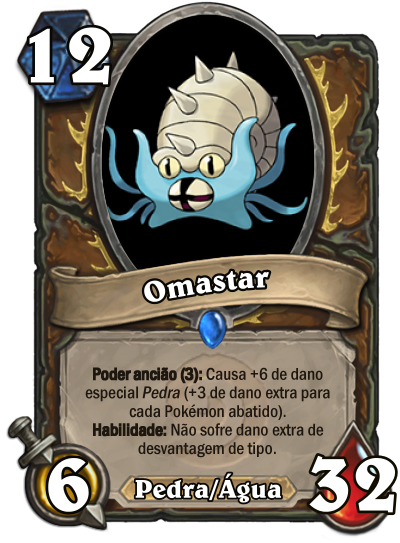 12
Omastar
Poder ancião (3): Causa +6 de dano
especial Pedra (+3 de dano extra para
cada Pokémon abatido).
Habilidade: Não sofre dano extra de
desvantagem de tipo.
6
Pedra/Água
32